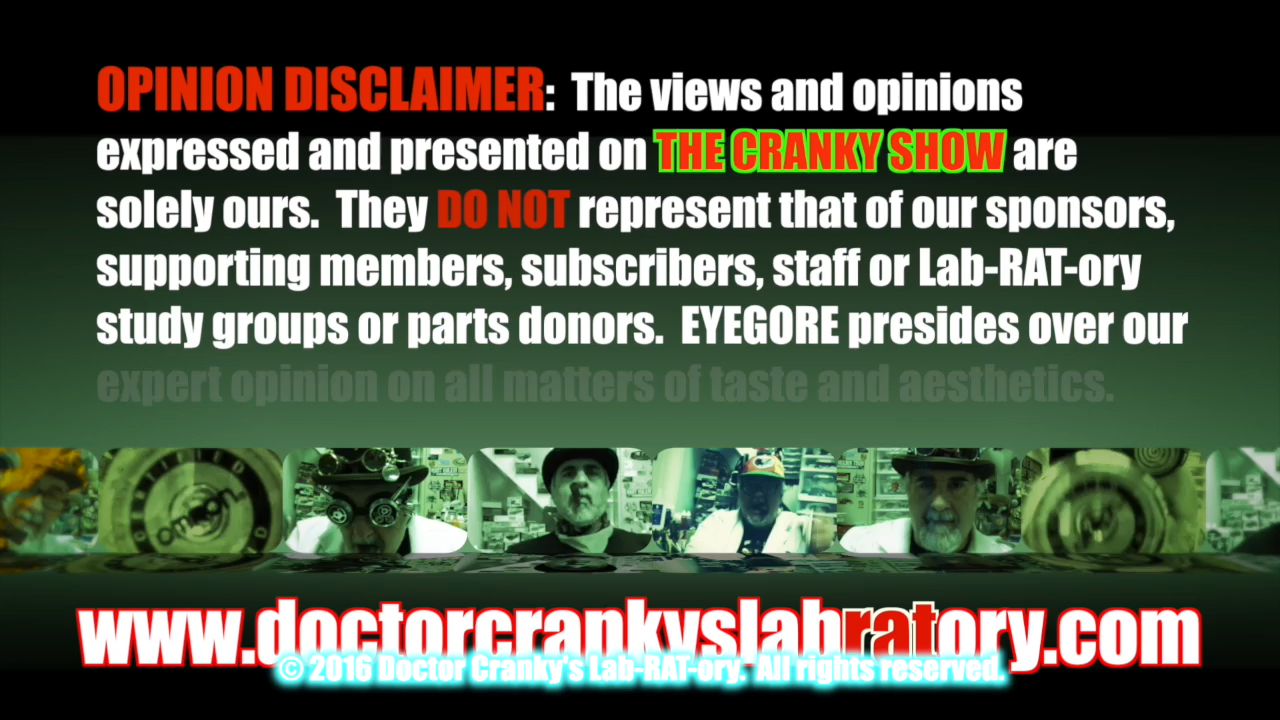 OPINION DISCLAIMER: The views and opinions
expressed and presented on THE CRANKY SHOW are
solely ours. They DO NOT represent that of our sponsors,
supporting members, subscribers, staff or Lab-RAT-ory
study groups or parts donors. EYEGORE presides over our
expert opinion on all matters of taste and aesthetics.
www.doctorcrankyslabratory.com
© 2016 Doctor Cranky's Lab-RAT-ory. All rights reserved.